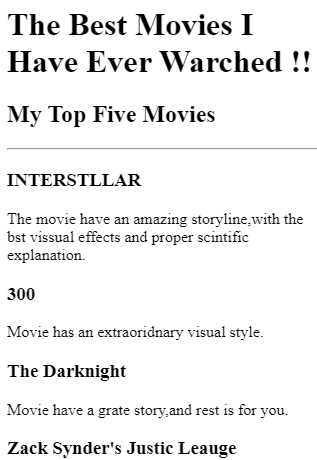 The Best Movies I
Have Ever Warched !!
My Top Five Movies
INTERSTLLAR
The movie have an amazing storyline,with the
bst vissual effects and proper scintific
explanation.
300
Movie has an extraoridnary visual style.
The Darknight
Movie have a grate story,and rest is for you.
Zack Synder's Justic Leauge